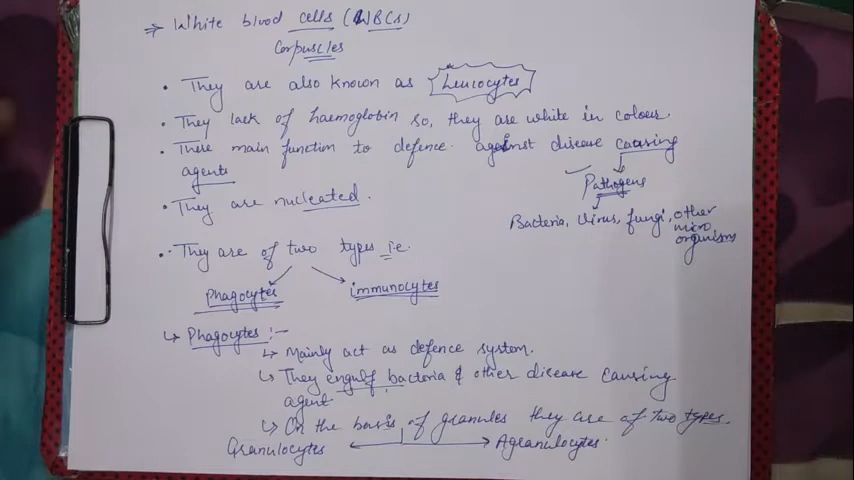 ⇒ White blood cells (WBCs)
Corpuscles
• They are also known as Leucocytes
• They lack of haemoglobin so, they are white in colour.
• There main function to defence against disease causing
agents
Pathogens
Bacteria, Virus, fungi, other
micro
organisms
• They are nucleated.
• They are of two types i.e.
Phagocytes immunocytes
↳ Phagocytes :-
↳ Mainly act as defence system.
↳ They engulf bacteria & other disease causing
agent.
↳ On the basis of granules they are of two types.
Granulocytes Agranulocytes.